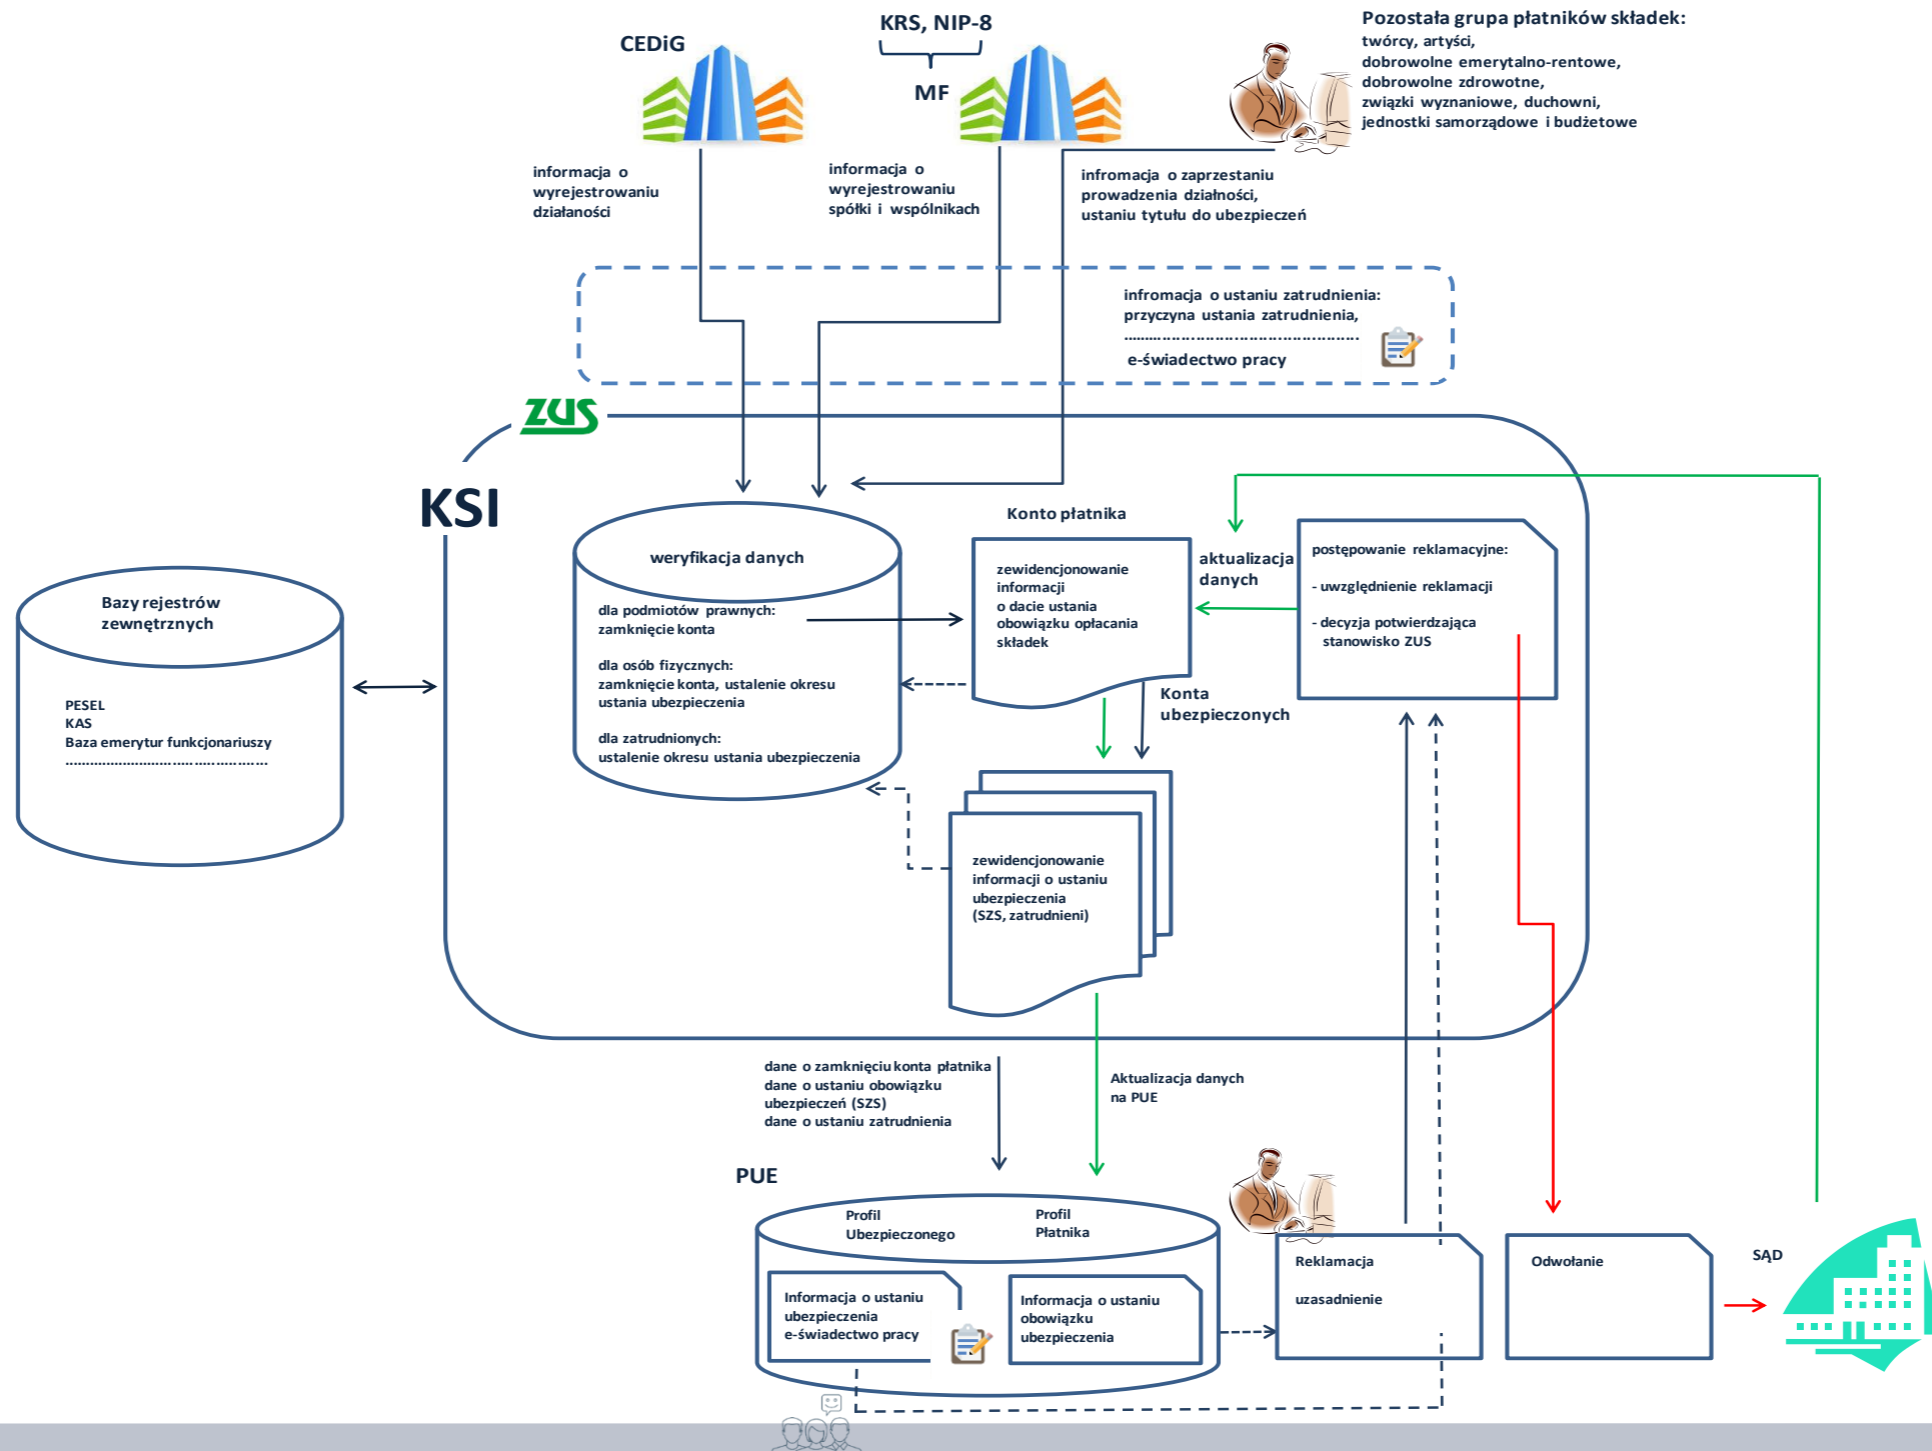 CEDiG
KRS, NIP-8
MF
Pozostała grupa płatników składek:
twórcy, artyści,
dobrowolne emerytalno-rentowe,
dobrowolne zdrowotne,
związki wyznaniowe, duchowni,
jednostki samorządowe i budżetowe
informacja o
wyrejestrowaniu
działaności
informacja o
wyrejestrowaniu
spółki i wspólnikach
infromacja o zaprzestaniu
prowadzenia działności,
ustaniu tytułu do ubezpieczeń
infromacja o ustaniu zatrudnienia:
przyczyna ustania zatrudnienia,
........................................................
e-świadectwo pracy
ZUS
KSI
Bazy rejestrów
zewnętrznych
PESEL
KAS
Baza emerytur funkcjonariuszy
.................................................
weryfikacja danych
dla podmiotów prawnych:
zamknięcie konta
dla osób fizycznych:
zamknięcie konta, ustalenie okresu
ustania ubezpieczenia
dla zatrudnionych:
ustalenie okresu ustania ubezpieczenia
Konto płatnika
zewidencjonowanie
informacji
o dacie ustania
obowiązku opłacania
składek
aktualizacja
danych
postępowanie reklamacyjne:
- uwzględnienie reklamacji
- decyzja potwierdzająca
stanowisko ZUS
Konta
ubezpieczonych
zewidencjonowanie
informacji o ustaniu
ubezpieczenia
(SZS, zatrudnieni)
dane o zamknięciu konta płatnika
dane o ustaniu obowiązku
ubezpieczeń (SZS)
dane o ustaniu zatrudnienia
Aktualizacja danych
na PUE
PUE
Profil
Ubezpieczonego
Profil
Płatnika
Informacja o ustaniu
ubezpieczenia
e-świadectwo pracy
Informacja o ustaniu
obowiązku
ubezpieczenia
Reklamacja
uzasadnienie
Odwołanie
SĄD